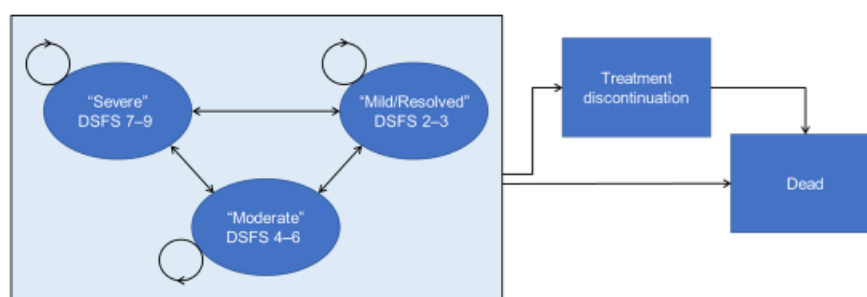 "Severe"
DSFS 7–9
"Mild/Resolved"
DSFS 2–3
"Moderate"
DSFS 4–6
Treatment
discontinuation
Dead